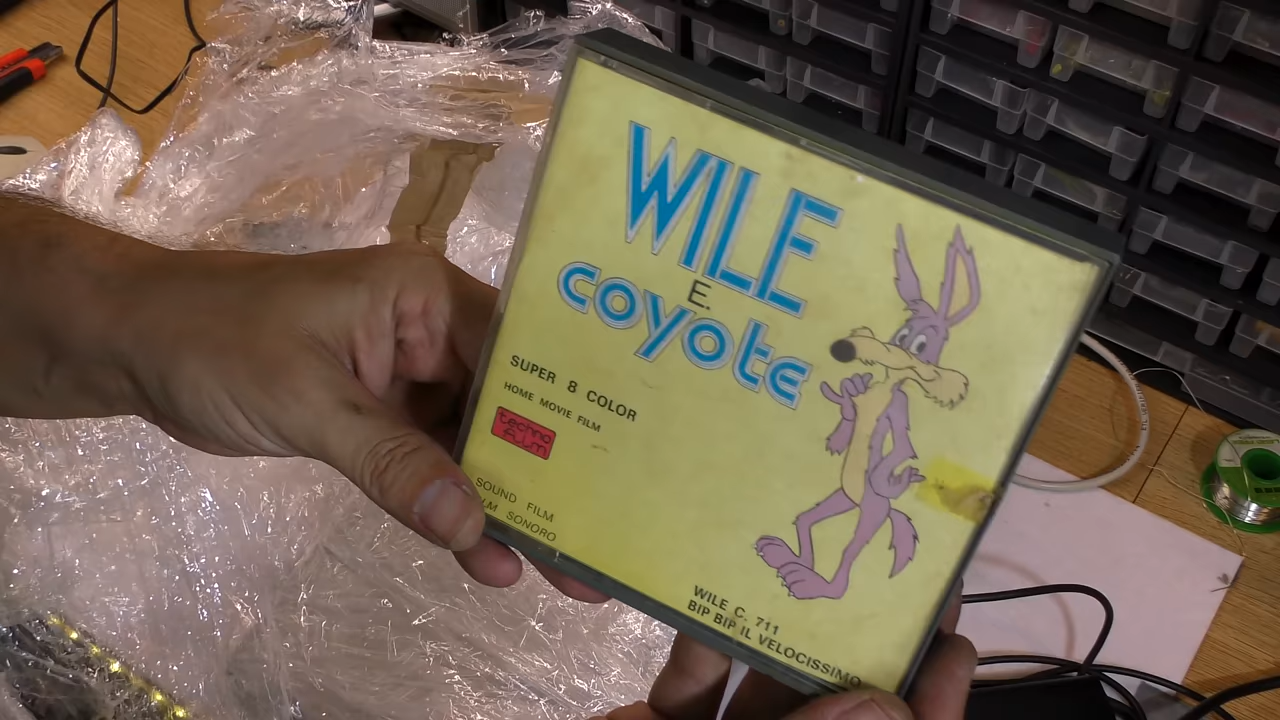 WILE
E.
coyote
SUPER 8 COLOR
HOME MOVIE FILM
techno
film
SOUND FILM
FILM SONORO
WILE C. 711
BIP BIP IL VELOCISSIMO